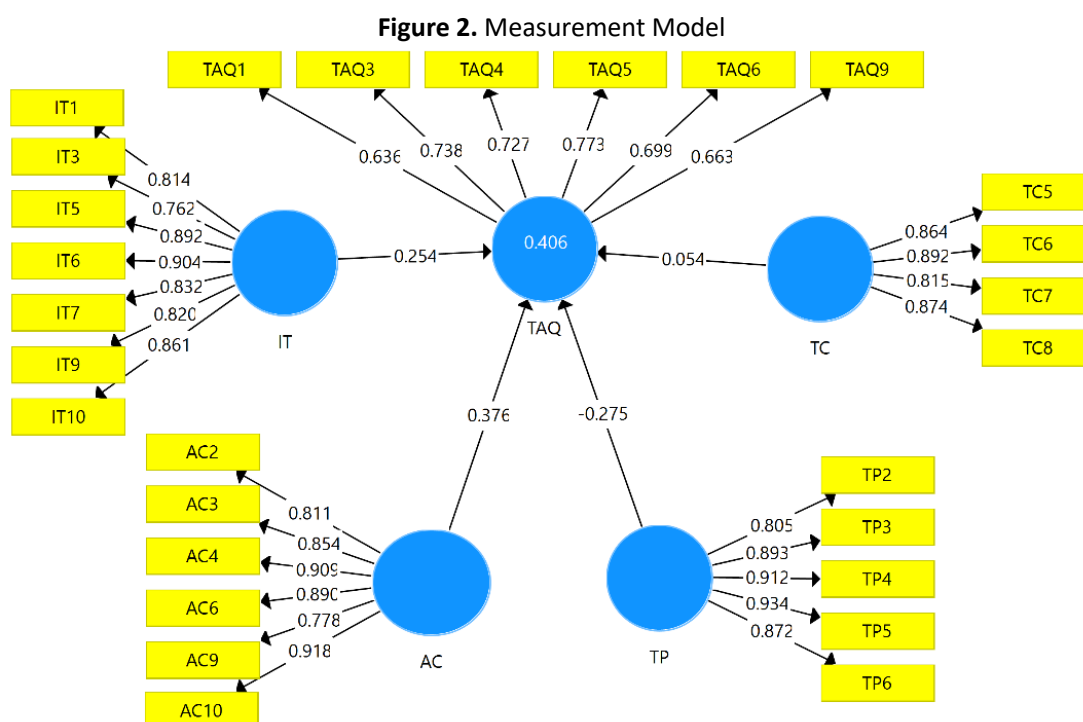 Figure 2. Measurement Model
TAQ1
TAQ3
TAQ4
TAQ5
TAQ6
TAQ9
0.636
0.738
0.727
0.773
0.699
0.663
IT1
IT3
IT5
IT6
IT7
IT9
IT10
0.814
0.762
0.892
0.904
0.832
0.820
0.861
IT
0.254
0.406
TAQ
0.054
TC
0.864
0.892
0.815
0.874
TC5
TC6
TC7
TC8
0.376
-0.275
AC2
AC3
AC4
AC6
AC9
AC10
0.811
0.854
0.909
0.890
0.778
0.918
AC
TP
0.805
0.893
0.912
0.934
0.872
TP2
TP3
TP4
TP5
TP6